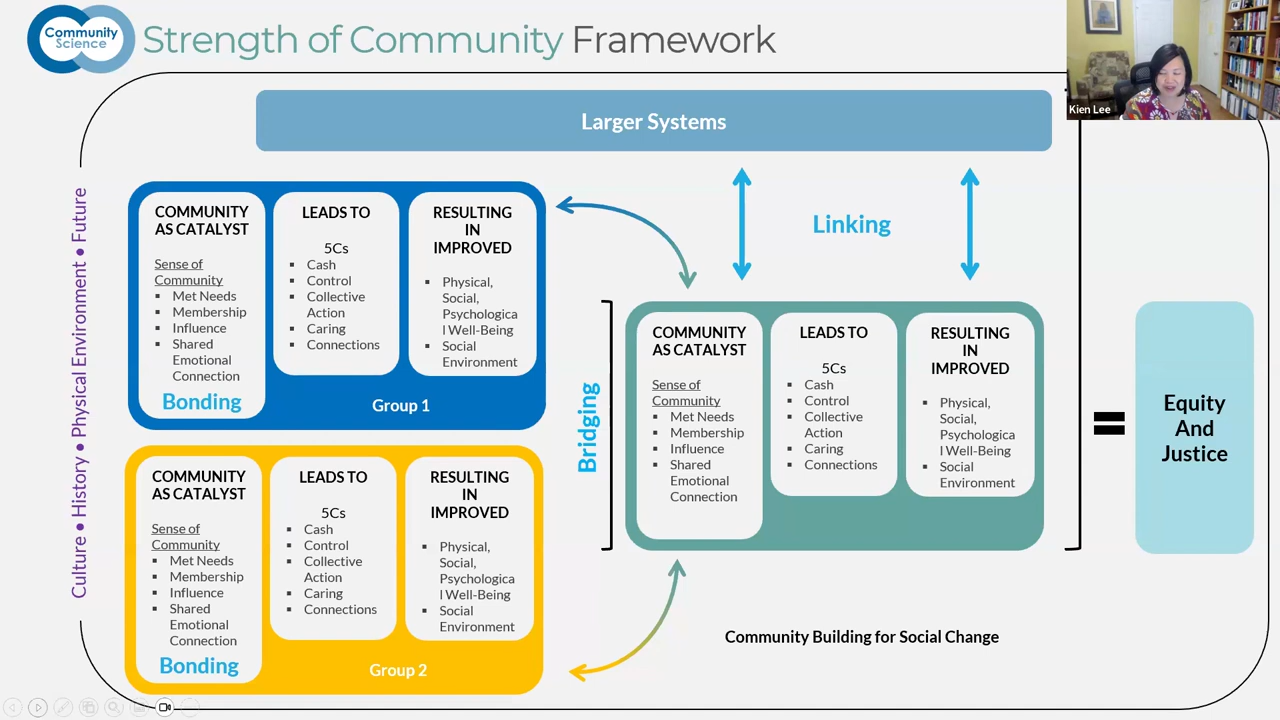 Community
Science
Strength of Community Framework
Kien Lee
Larger Systems
Culture • History • Physical Environment • Future
COMMUNITY
AS CATALYST
Sense of
Community
▪ Met Needs
▪ Membership
▪ Influence
▪ Shared
Emotional
Connection
Bonding
LEADS TO
5Cs
▪ Cash
▪ Control
▪ Collective
Action
▪ Caring
▪ Connections
RESULTING
IN
IMPROVED
▪ Physical,
Social,
Psychologica
l Well-Being
▪ Social
Environment
Group 1
COMMUNITY
AS CATALYST
Sense of
Community
▪ Met Needs
▪ Membership
▪ Influence
▪ Shared
Emotional
Connection
Bonding
LEADS TO
5Cs
▪ Cash
▪ Control
▪ Collective
Action
▪ Caring
▪ Connections
RESULTING
IN
IMPROVED
▪ Physical,
Social,
Psychologica
l Well-Being
▪ Social
Environment
Group 2
Linking
Bridging
COMMUNITY
AS CATALYST
Sense of
Community
▪ Met Needs
▪ Membership
▪ Influence
▪ Shared
Emotional
Connection
LEADS TO
5Cs
▪ Cash
▪ Control
▪ Collective
Action
▪ Caring
▪ Connections
RESULTING
IN
IMPROVED
▪ Physical,
Social,
Psychologica
l Well-Being
▪ Social
Environment
=
Equity
And
Justice
Community Building for Social Change